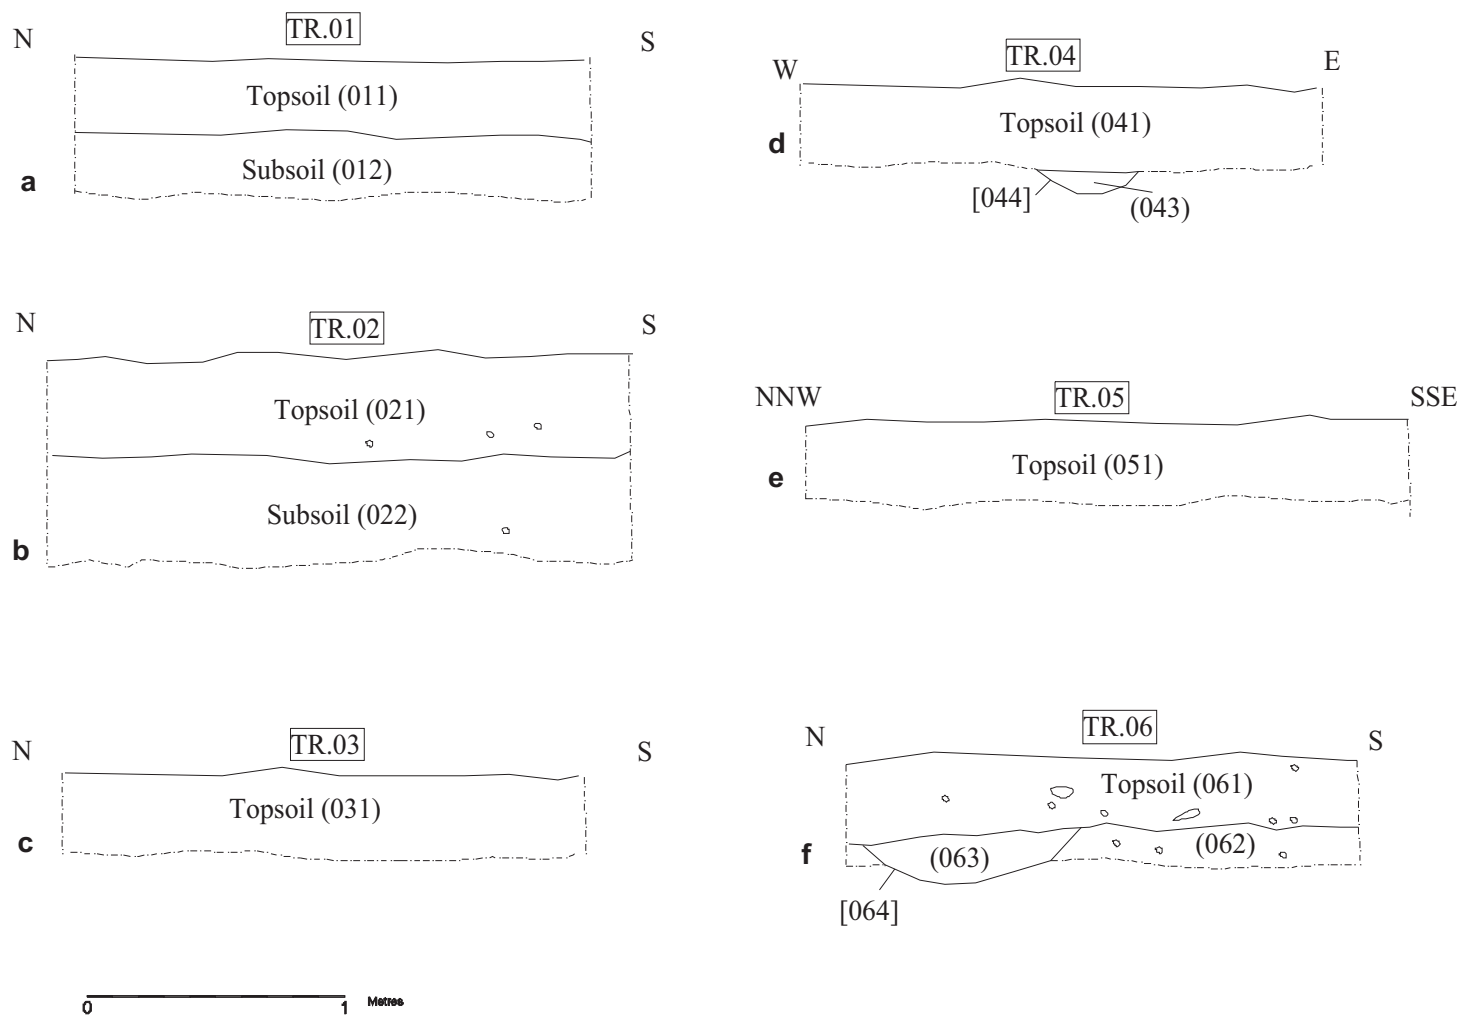 N
TR.01
S
Topsoil (011)
Subsoil (012)
a
N
TR.02
S
Topsoil (021)
Subsoil (022)
b
N
TR.03
S
Topsoil (031)
c
W
TR.04
E
Topsoil (041)
d
[044]
(043)
NNW
TR.05
SSE
Topsoil (051)
e
N
TR.06
S
Topsoil (061)
f
(063)
(062)
[064]
0
1
Metres